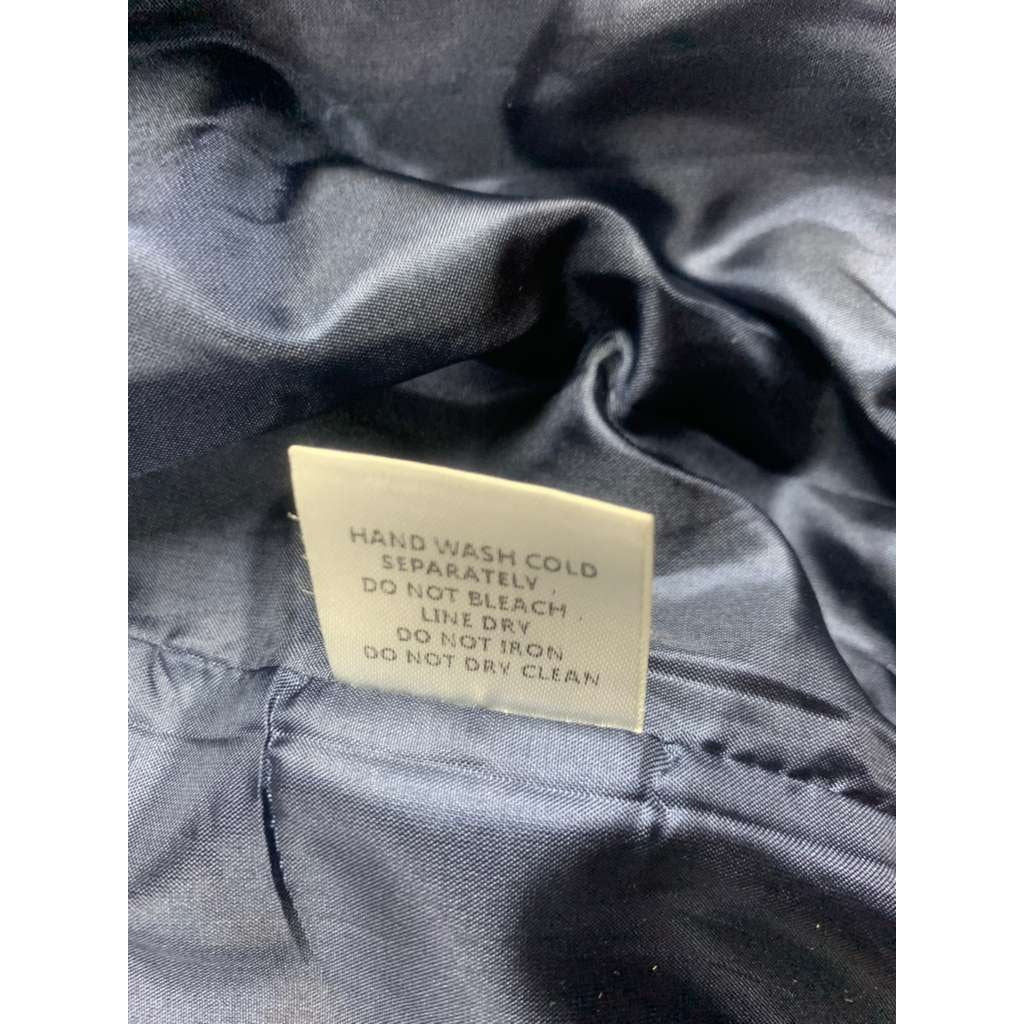 HAND WASH COLD
SEPARATELY,
DO NOT BLEACH.
LINE DRY
DO NOT IRON
DO NOT DRY CLEAN